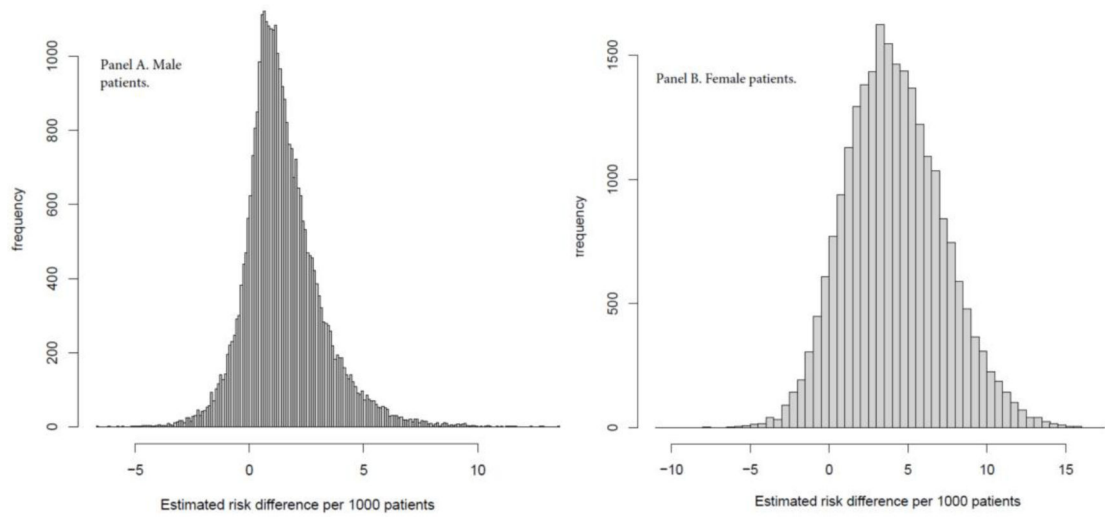 Panel A. Male
patients.
frequency
0
200
400
600
800
1000
−5
0
5
10
Estimated risk difference per 1000 patients
Panel B. Female patients.
frequency
0
500
1000
1500
−10
−5
0
5
10
15
Estimated risk difference per 1000 patients